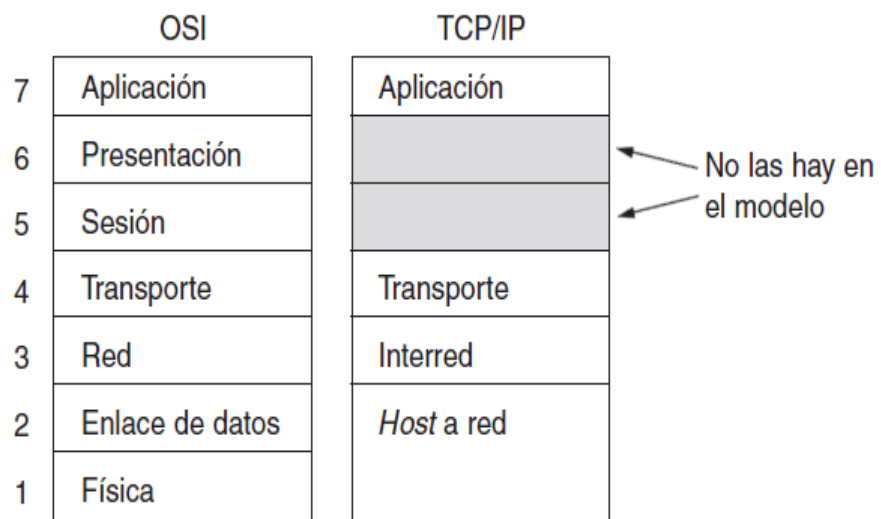 OSI TCP/IP
7 Aplicación Aplicación
6 Presentación
No las hay en
el modelo
5 Sesión
4 Transporte Transporte
3 Red Interred
2 Enlace de datos Host a red
1 Física